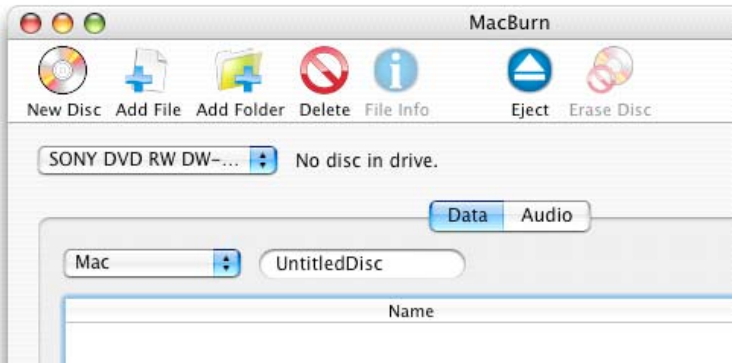 MacBurn
New Disc Add File Add Folder Delete File Info Eject Erase Disc
SONY DVD RW DW-... No disc in drive.
Data Audio
Mac UntitledDisc
Name